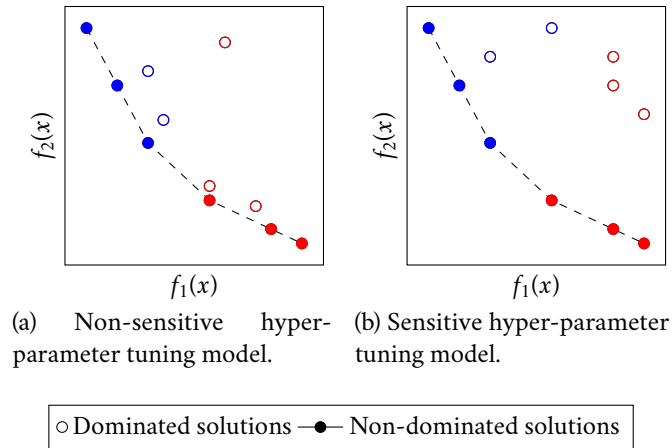 f₂(x)
f₁(x)
(a) Non-sensitive hyper-
parameter tuning model.
f₂(x)
f₁(x)
(b) Sensitive hyper-parameter
tuning model.
Dominated solutions Non-dominated solutions